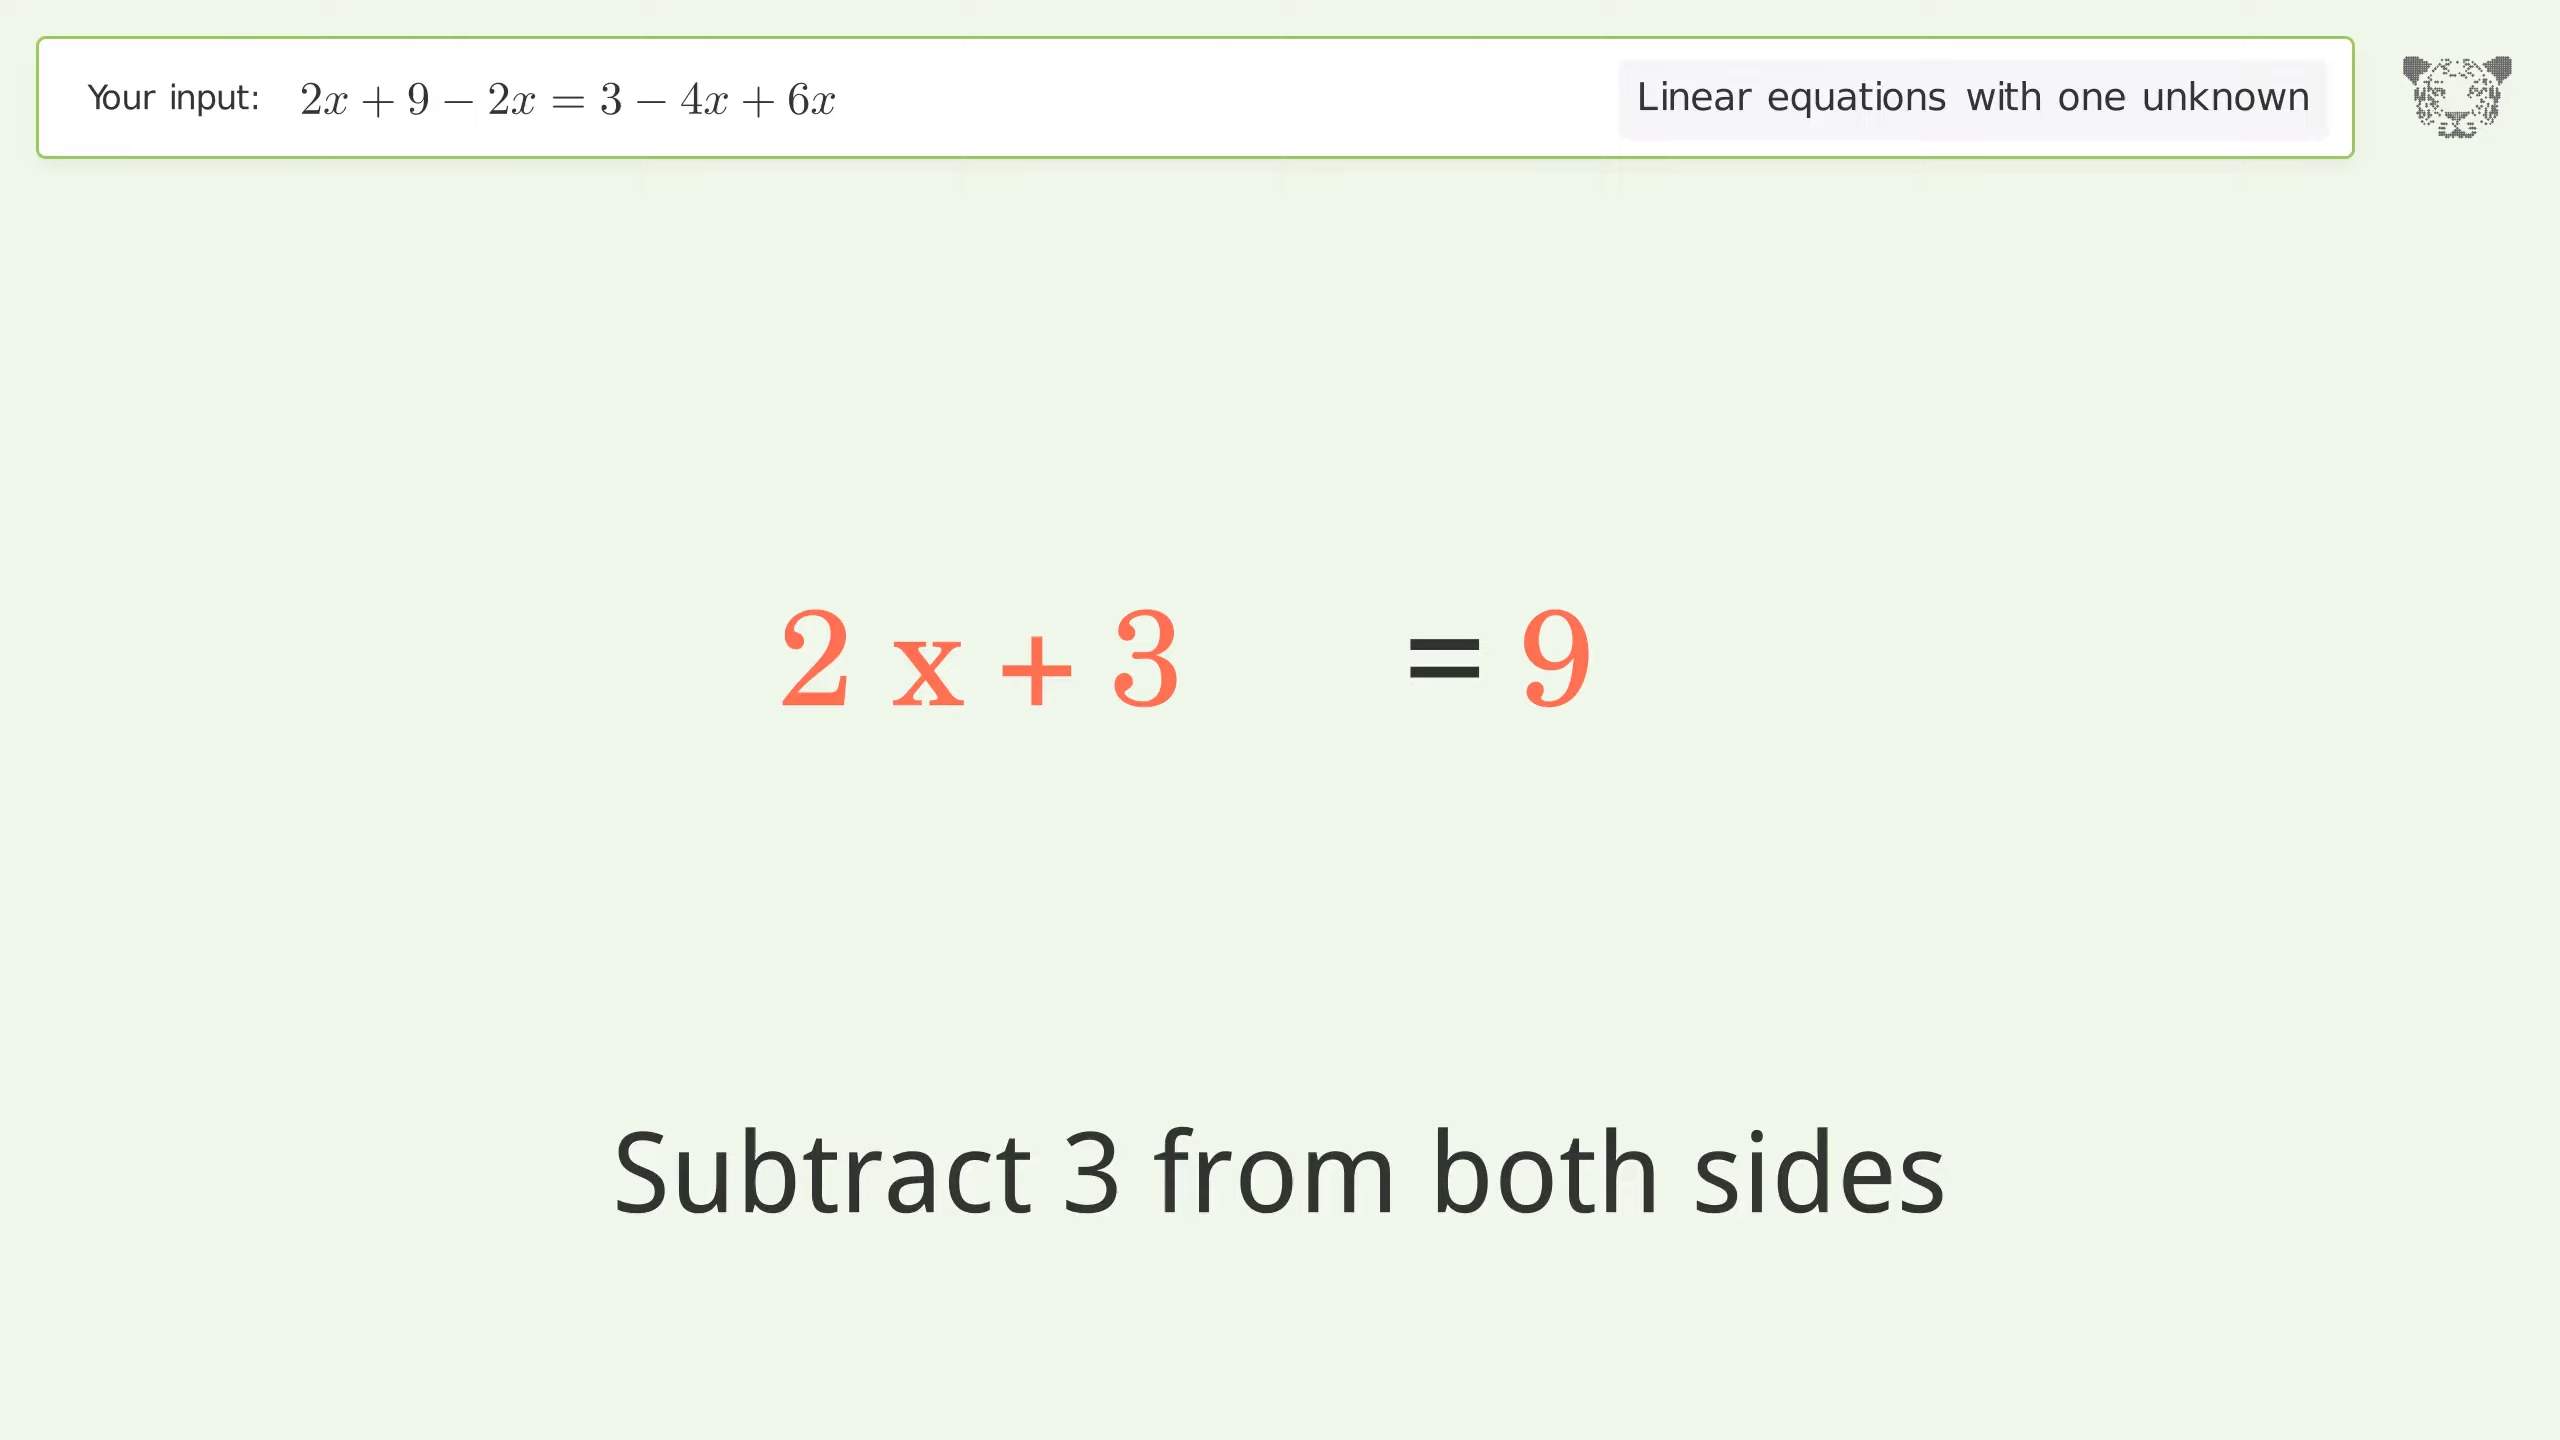 Your input: 2x + 9 − 2x = 3 − 4x + 6x Linear equations with one unknown
2 x + 3 = 9
Subtract 3 from both sides